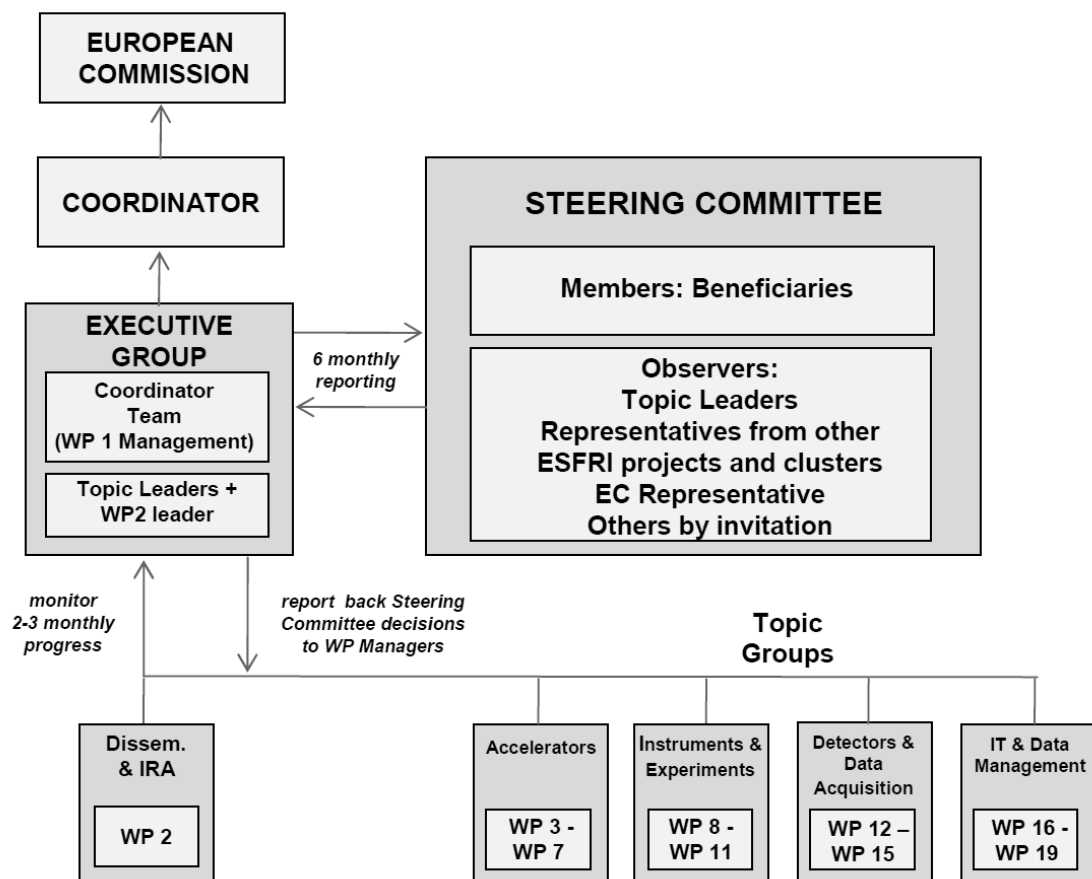 EUROPEAN
COMMISSION
COORDINATOR
STEERING COMMITTEE
Members: Beneficiaries
Observers:
Topic Leaders
Representatives from other
ESFRI projects and clusters
EC Representative
Others by invitation
EXECUTIVE
GROUP
Coordinator
Team
(WP 1 Management)
Topic Leaders +
WP2 leader
6 monthly
reporting
monitor
2-3 monthly
progress
report back Steering
Committee decisions
to WP Managers
Topic
Groups
Dissem.
& IRA
WP 2
Accelerators
WP 3 -
WP 7
Instruments &
Experiments
WP 8 -
WP 11
Detectors &
Data
Acquisition
WP 12 –
WP 15
IT & Data
Management
WP 16 -
WP 19